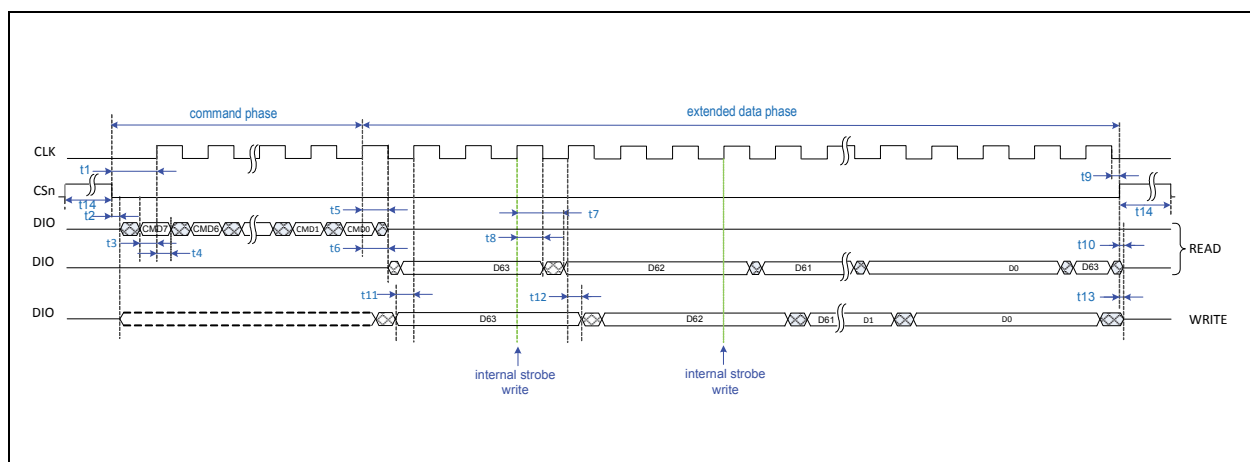 command phase
extended data phase
CLK
t1
t9
CSn
t14
t14
t2
t5
t7
DIO
CMD7
CMD6
CMD1
CMD0
t3
t4
t6
t8
t10
READ
DIO
D63
D62
D61
D0
D63
t11
t12
t13
DIO
D63
D62
D61
D1
D0
WRITE
internal strobe
write
internal strobe
write